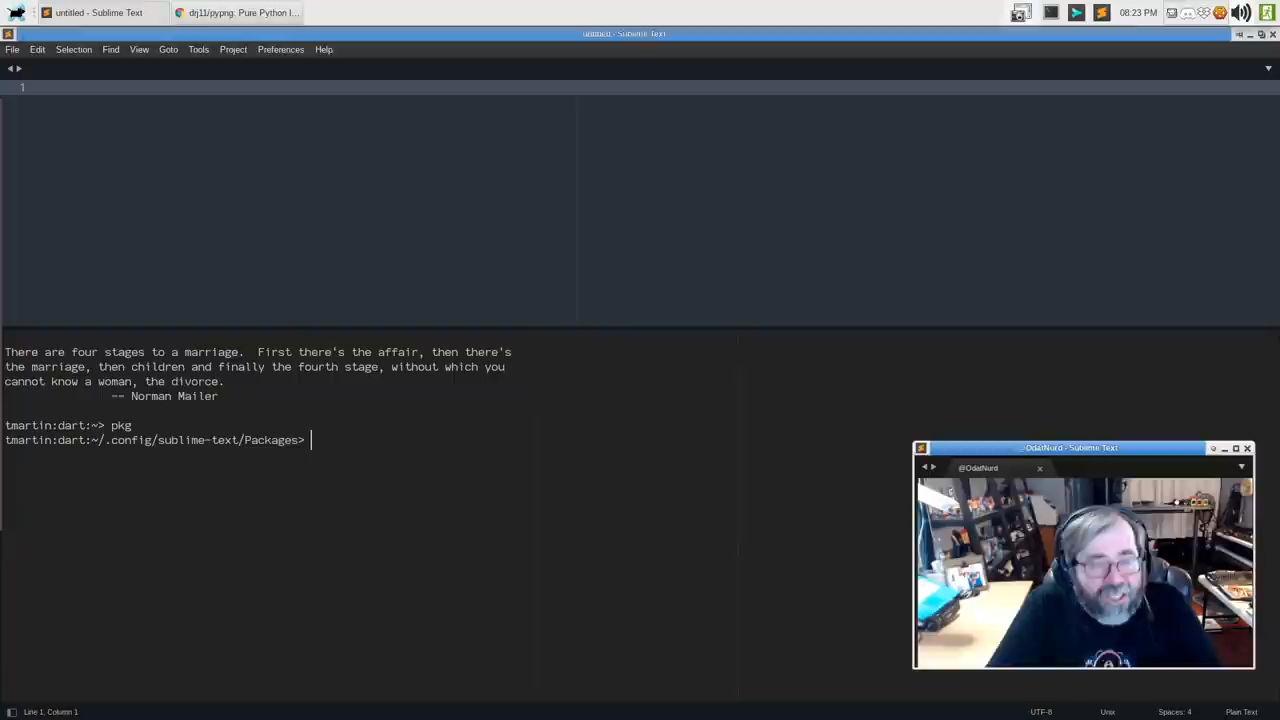 untitled - Sublime Text
drj11/pypng: Pure Python l...
08:23 PM
untitled - Sublime Text
File Edit Selection Find View Goto Tools Project Preferences Help
1
There are four stages to a marriage.  First there's the affair, then there's
the marriage, then children and finally the fourth stage, without which you
cannot know a woman, the divorce.
-- Norman Mailer
tmartin:dart:~> pkg
tmartin:dart:~/.config/sublime-text/Packages>
@OdatNurd - Sublime Text
@OdatNurd
Line 1, Column 1
UTF-8
Unix
Spaces: 4
Plain Text